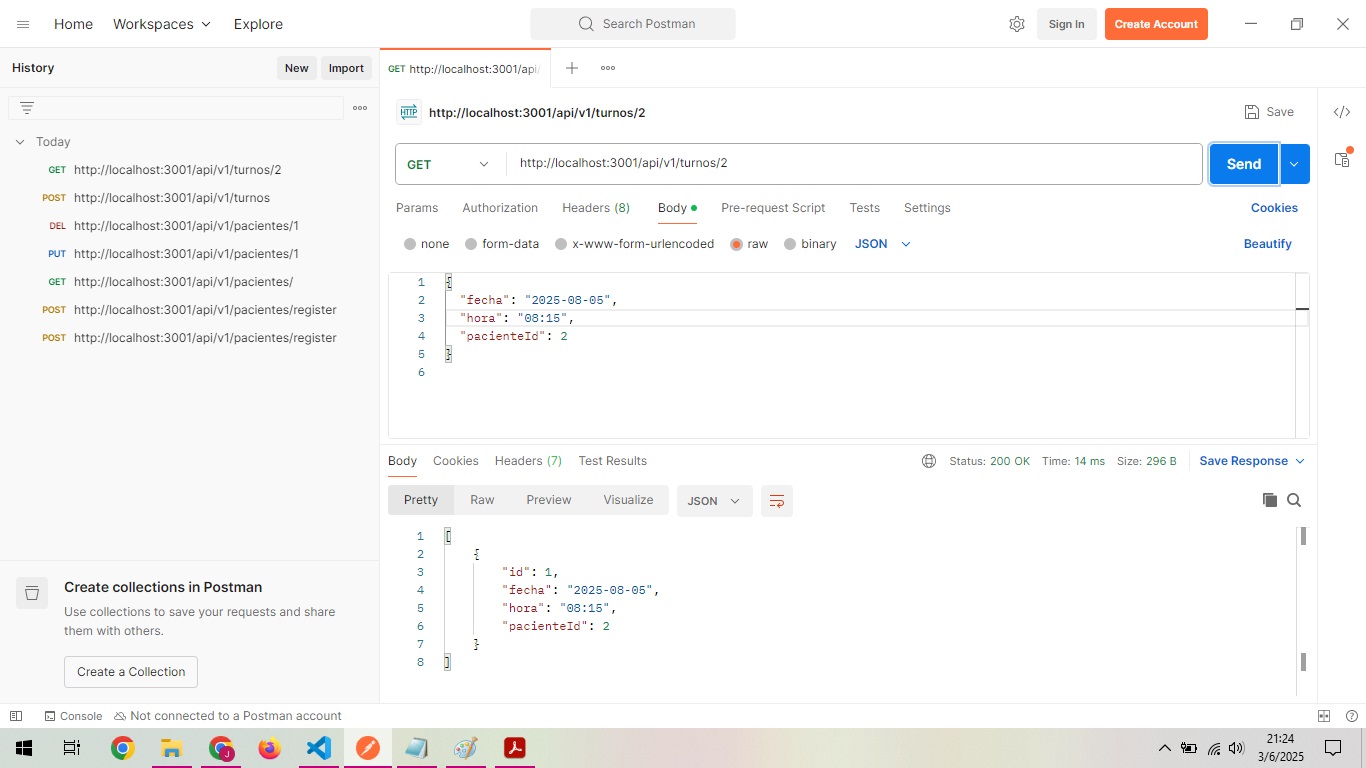 Home Workspaces Explore Search Postman Sign In Create Account
History New Import
GET http://localhost:3001/api/
Today
GET http://localhost:3001/api/v1/turnos/2
POST http://localhost:3001/api/v1/turnos
DEL http://localhost:3001/api/v1/pacientes/1
PUT http://localhost:3001/api/v1/pacientes/1
GET http://localhost:3001/api/v1/pacientes/
POST http://localhost:3001/api/v1/pacientes/register
POST http://localhost:3001/api/v1/pacientes/register
Create collections in Postman
Use collections to save your requests and share
them with others.
Create a Collection
HTTP http://localhost:3001/api/v1/turnos/2 Save
GET http://localhost:3001/api/v1/turnos/2 Send
Params Authorization Headers (8) Body Pre-request Script Tests Settings Cookies
none form-data x-www-form-urlencoded raw binary JSON Beautify
1 {
2 "fecha": "2025-08-05",
3 "hora": "08:15",
4 "pacienteId": 2
5 }
6
Body Cookies Headers (7) Test Results Status: 200 OK Time: 14 ms Size: 296 B Save Response
Pretty Raw Preview Visualize JSON
1 [
2 {
3 "id": 1,
4 "fecha": "2025-08-05",
5 "hora": "08:15",
6 "pacienteId": 2
7 }
8 ]
Console Not connected to a Postman account
J
21:24
3/6/2025